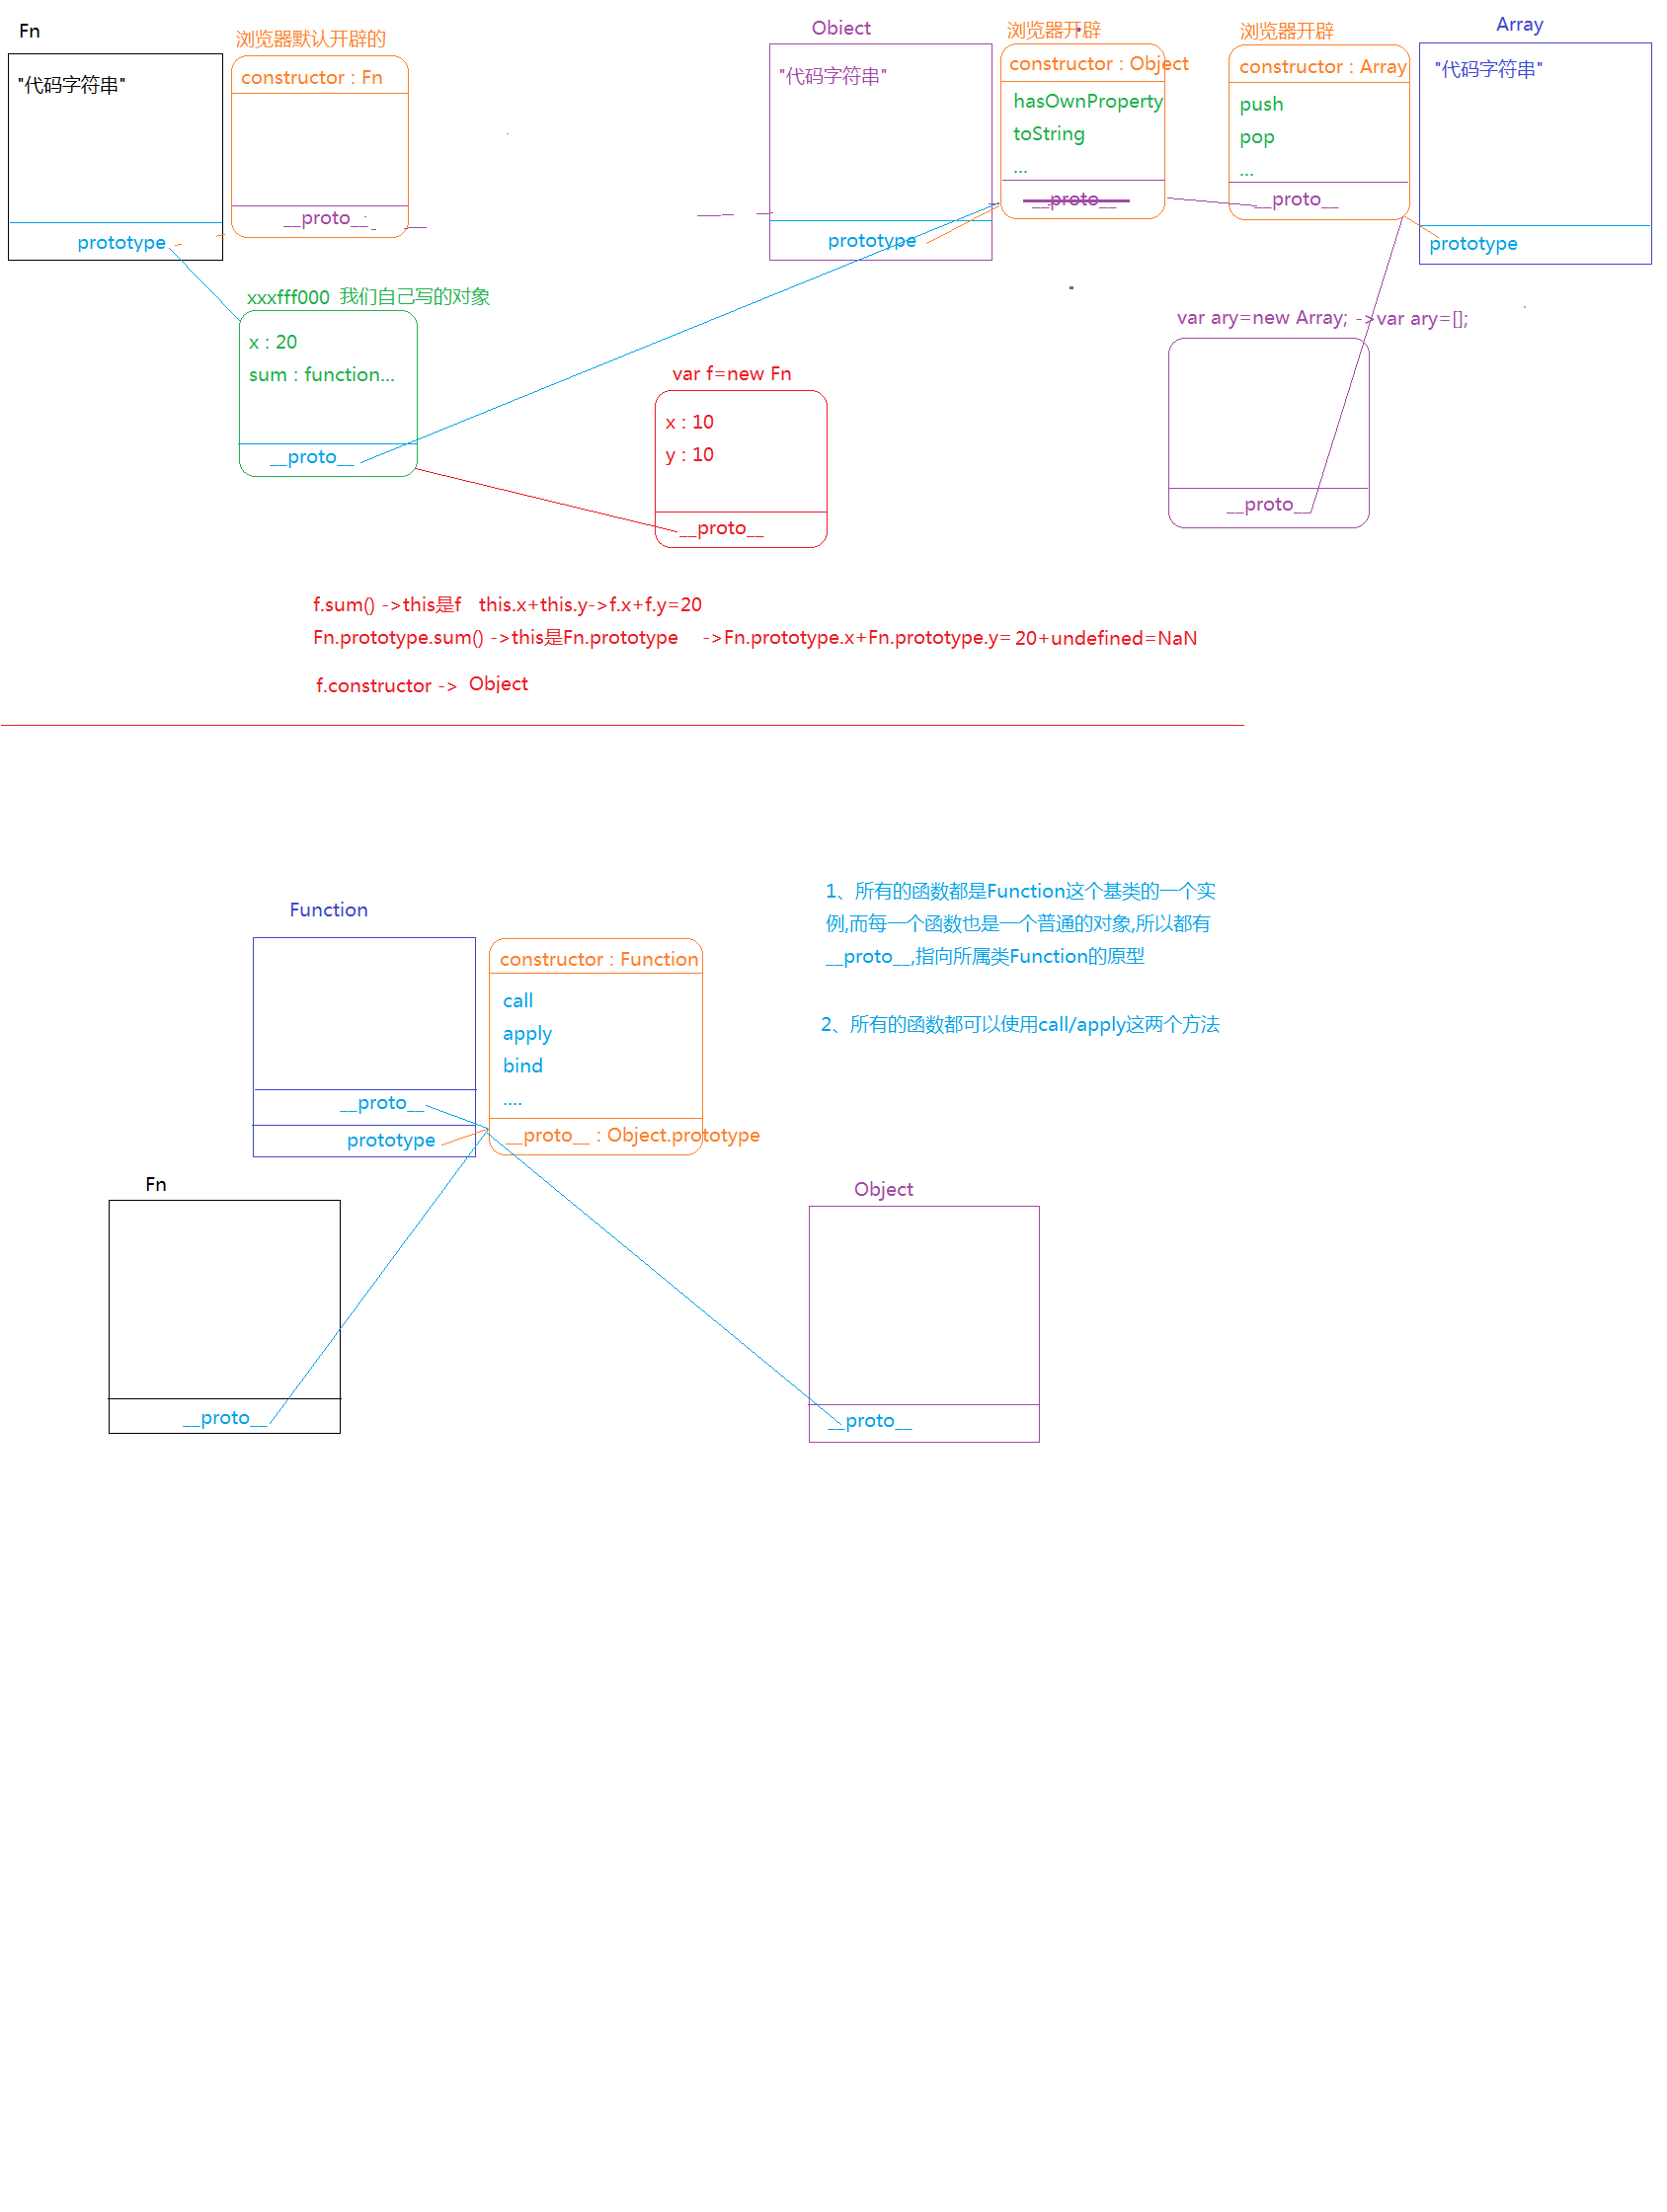 Fn
"代码字符串"
prototype
浏览器默认开辟的
constructor : Fn
__proto__
xxxfff000 我们自己写的对象
x : 20
sum : function...
__proto__
var f=new Fn
x : 10
y : 10
__proto__
Object
"代码字符串"
prototype
浏览器开辟
constructor : Object
hasOwnProperty
toString
...
__proto__
浏览器开辟
constructor : Array
push
pop
...
__proto__
Array
"代码字符串"
prototype
var ary=new Array; ->var ary=[];
__proto__
f.sum() ->this是f this.x+this.y->f.x+f.y=20
Fn.prototype.sum() ->this是Fn.prototype ->Fn.prototype.x+Fn.prototype.y= 20+undefined=NaN
f.constructor -> Object
Function
__proto__
prototype
constructor : Function
call
apply
bind
....
__proto__ : Object.prototype
1、所有的函数都是Function这个基类的一个实
例,而每一个函数也是一个普通的对象,所以都有
__proto__,指向所属类Function的原型
2、所有的函数都可以使用call/apply这两个方法
Fn
__proto__
Object
__proto__